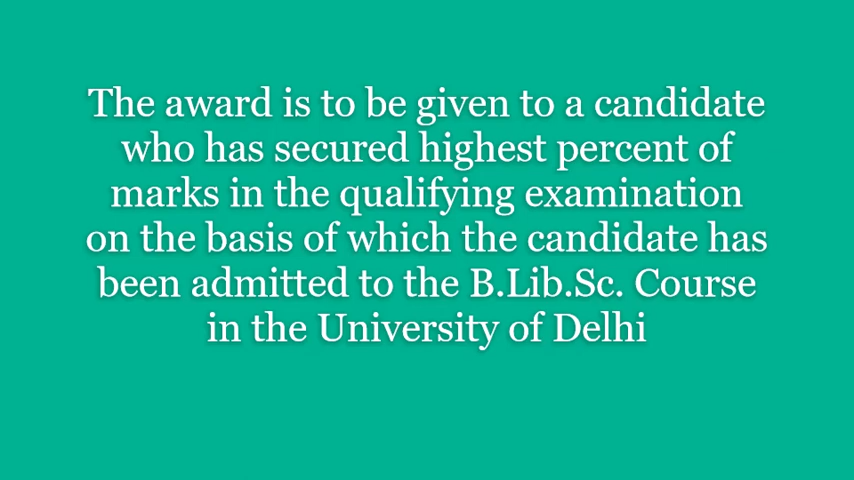 The award is to be given to a candidate
who has secured highest percent of
marks in the qualifying examination
on the basis of which the candidate has
been admitted to the B.Lib.Sc. Course
in the University of Delhi